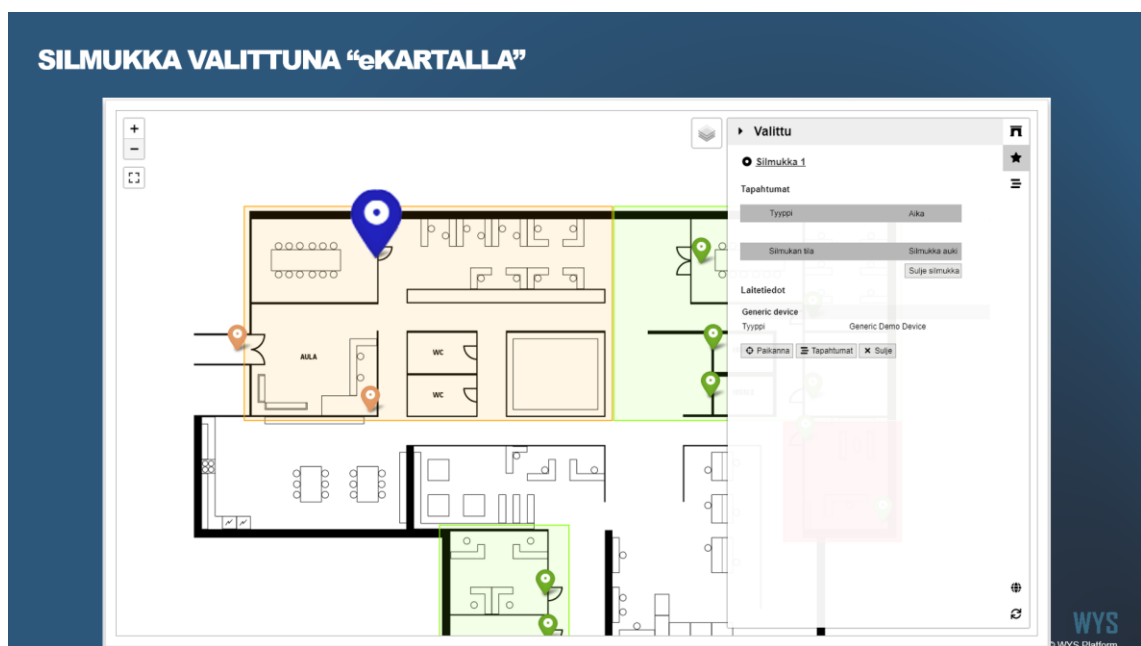 SILMUKKA VALITTUNA “eKARTALLA”
Valittu
Silmukka 1
Tapahtumat
Tyyppi Aika
Silmukan tila Silmukka auki
Sulje silmukka
Laitetiedot
Generic device
Tyyppi Generic Demo Device
Paikanna Tapahtumat Sulje
AULA
WC
WC
WYS
© WYS Platform